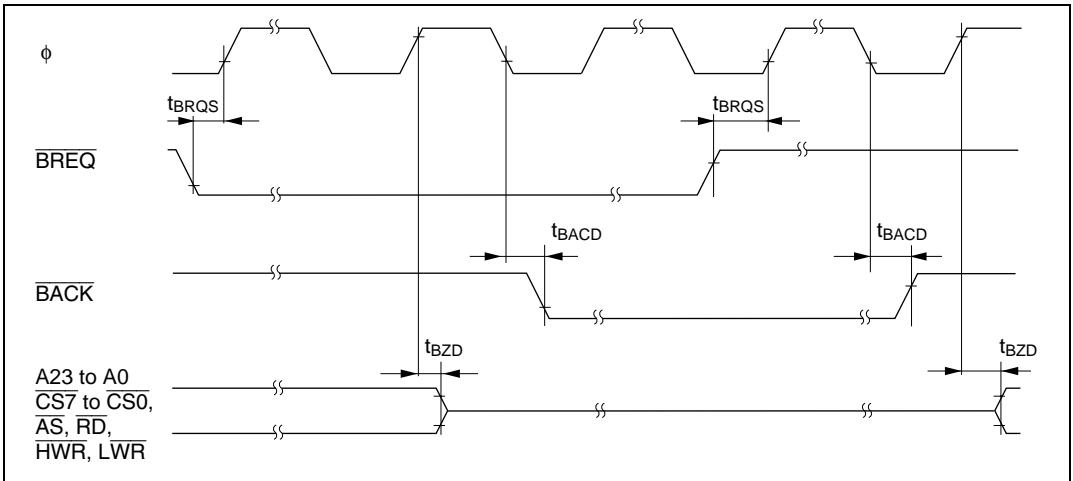 φ
tBRQS
tBRQS
BREQ
tBACD
tBACD
BACK
tBZD
tBZD
A23 to A0
CS7 to CS0,
AS, RD,
HWR, LWR